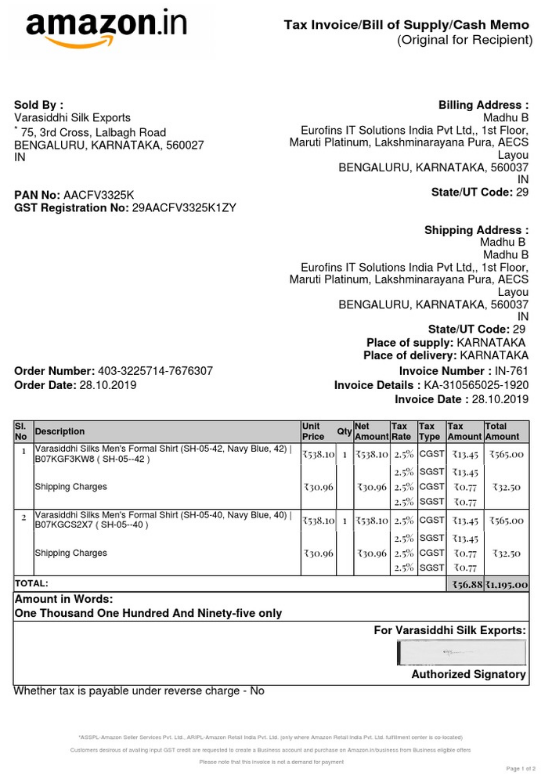 amazon.in
Tax Invoice/Bill of Supply/Cash Memo
(Original for Recipient)
Sold By :
Varasiddhi Silk Exports
* 75, 3rd Cross, Lalbagh Road
BENGALURU, KARNATAKA, 560027
IN
PAN No: AACFV3325K
GST Registration No: 29AACFV3325K1ZY
Billing Address :
Madhu B
Eurofins IT Solutions India Pvt Ltd,, 1st Floor,
Maruti Platinum, Lakshminarayana Pura, AECS
Layou
BENGALURU, KARNATAKA, 560037
IN
State/UT Code: 29
Shipping Address :
Madhu B
Madhu B
Eurofins IT Solutions India Pvt Ltd,, 1st Floor,
Maruti Platinum, Lakshminarayana Pura, AECS
Layou
BENGALURU, KARNATAKA, 560037
IN
State/UT Code: 29
Place of supply: KARNATAKA
Place of delivery: KARNATAKA
Order Number: 403-3225714-7676307
Order Date: 28.10.2019
Invoice Number : IN-761
Invoice Details : KA-310565025-1920
Invoice Date : 28.10.2019
Sl. No Description Unit Price Qty Net Amount Tax Rate Tax Type Tax Amount Total Amount
1 Varasiddhi Silks Men's Formal Shirt (SH-05-42, Navy Blue, 42) | ₹538.10 1 ₹538.10 2.5% CGST ₹13.45 ₹565.00
B07KGF3KW8 ( SH-05--42 )
2.5% SGST ₹13.45
Shipping Charges ₹30.96 ₹30.96 2.5% CGST ₹0.77 ₹32.50
2.5% SGST ₹0.77
2 Varasiddhi Silks Men's Formal Shirt (SH-05-40, Navy Blue, 40) | ₹538.10 1 ₹538.10 2.5% CGST ₹13.45 ₹565.00
B07KGCS2X7 ( SH-05--40 )
2.5% SGST ₹13.45
Shipping Charges ₹30.96 ₹30.96 2.5% CGST ₹0.77 ₹32.50
2.5% SGST ₹0.77
TOTAL: ₹56.88 ₹1,195.00
Amount in Words:
One Thousand One Hundred And Ninety-five only
For Varasiddhi Silk Exports:
Authorized Signatory
Whether tax is payable under reverse charge - No
*ASSPL-Amazon Seller Services Pvt. Ltd., ARIPL-Amazon Retail India Pvt. Ltd. (only where Amazon Retail India Pvt. Ltd. fulfillment center is co-located)
Customers desirous of availing input GST credit are requested to create a Business account and purchase on Amazon.in/business from Business eligible offers
Please note that this invoice is not a demand for payment
Page 1 of 2